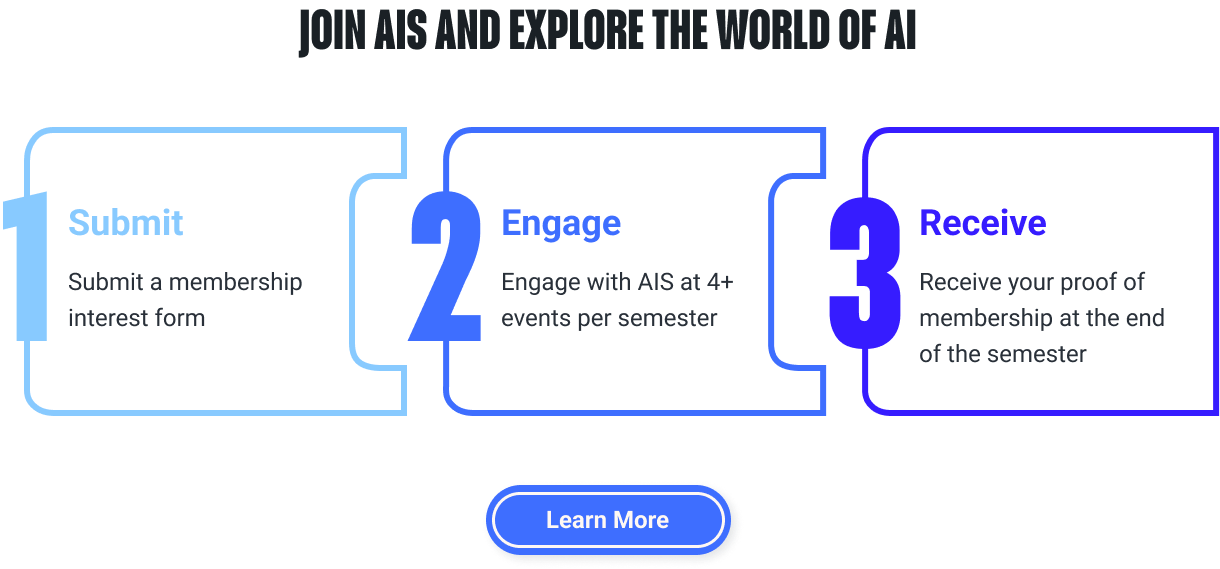 JOIN AIS AND EXPLORE THE WORLD OF AI
1
Submit
Submit a membership
interest form
2
Engage
Engage with AIS at 4+
events per semester
3
Receive
Receive your proof of
membership at the end
of the semester
Learn More